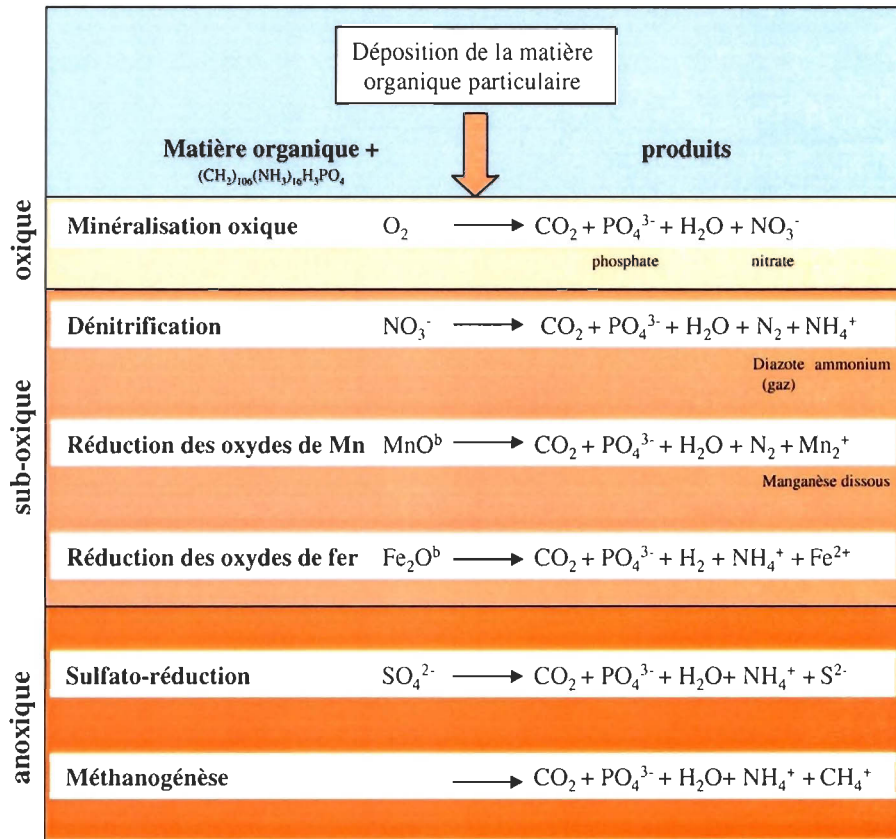 Déposition de la matière
organique particulaire
Matière organique + produits
(CH₂)₁₀₆(NH₃)₁₆H₃PO₄
oxique
Minéralisation oxique O₂ ⟶ CO₂ + PO₄³⁻ + H₂O + NO₃⁻
phosphate nitrate
sub-oxique
Dénitrification NO₃⁻ ⟶ CO₂ + PO₄³⁻ + H₂O + N₂ + NH₄⁺
Diazote ammonium
(gaz)
Réduction des oxydes de Mn MnOᵇ ⟶ CO₂ + PO₄³⁻ + H₂O + N₂ + Mn₂⁺
Manganèse dissous
Réduction des oxydes de fer Fe₂Oᵇ ⟶ CO₂ + PO₄³⁻ + H₂ + NH₄⁺ + Fe²⁺
anoxique
Sulfato-réduction SO₄²⁻ ⟶ CO₂ + PO₄³⁻ + H₂O+ NH₄⁺ + S²⁻
Méthanogénèse ⟶ CO₂ + PO₄³⁻ + H₂O+ NH₄⁺ + CH₄⁺